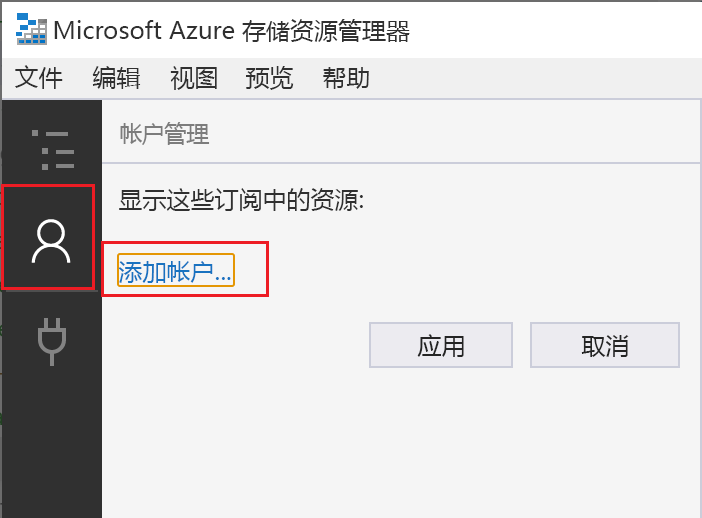 Microsoft Azure 存储资源管理器
文件 编辑 视图 预览 帮助
帐户管理
显示这些订阅中的资源:
添加帐户...
应用 取消